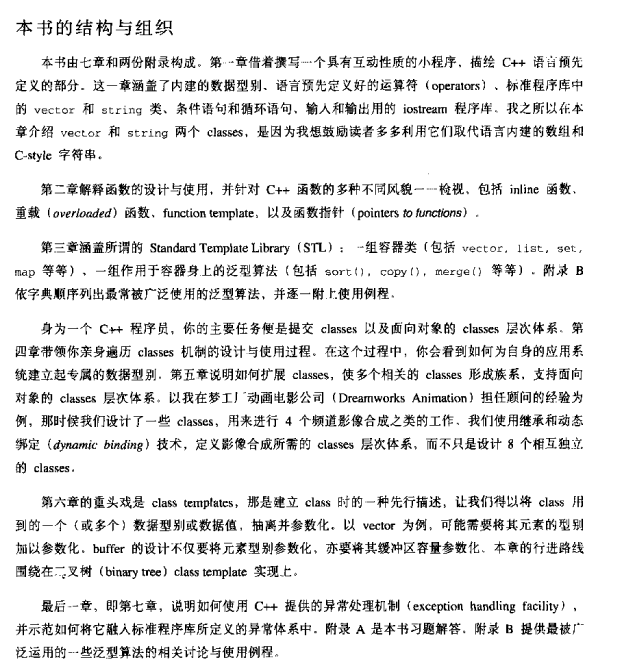 本书的结构与组织
本书由七章和两份附录构成。第一章借着撰写一个具有互动性质的小程序，描绘 C++ 语言预先
定义的部分。这一章涵盖了内建的数据型别、语言预先定义好的运算符（operators）、标准程序库中
的 vector 和 string 类、条件语句和循环语句、输入和输出用的 iostream 程序库。我之所以在本
章介绍 vector 和 string 两个 classes，是因为我想鼓励读者多多利用它们取代语言内建的数组和
C-style 字符串。
第二章解释函数的设计与使用，并针对 C++ 函数的多种不同风貌一一检视，包括 inline 函数、
重载（overloaded）函数、function template，以及函数指针（pointers to functions）。
第三章涵盖所谓的 Standard Template Library（STL）：一组容器类（包括 vector, list, set,
map 等等）、一组作用于容器身上的泛型算法（包括 sort(), copy(), merge() 等等）。附录 B
依字典顺序列出最常被广泛使用的泛型算法，并逐一附上使用例程。
身为一个 C++ 程序员，你的主要任务便是提交 classes 以及面向对象的 classes 层次体系。第
四章带领你亲身遍历 classes 机制的设计与使用过程。在这个过程中，你会看到如何为自身的应用系
统建立起专属的数据型别。第五章说明如何扩展 classes，使多个相关的 classes 形成族系，支持面向
对象的 classes 层次体系。以我在梦工厂动画电影公司（Dreamworks Animation）担任顾问的经验为
例，那时候我们设计了一些 classes，用来进行 4 个频道影像合成之类的工作。我们使用继承和动态
绑定（dynamic binding）技术，定义影像合成所需的 classes 层次体系，而不只是设计 8 个相互独立
的 classes。
第六章的重头戏是 class templates，那是建立 class 时的一种先行描述，让我们得以将 class 用
到的一个（或多个）数据型别或数据值，抽离并参数化。以 vector 为例，可能需要将其元素的型别
加以参数化，buffer 的设计不仅要将元素型别参数化，亦要将其缓冲区容量参数化。本章的行进路线
围绕在二叉树（binary tree）class template 实现上。
最后一章，即第七章，说明如何使用 C++ 提供的异常处理机制（exception handling facility），
并示范如何将它融入标准程序库所定义的异常体系中。附录 A 是本书习题解答。附录 B 提供最被广
泛运用的一些泛型算法的相关讨论与使用例程。